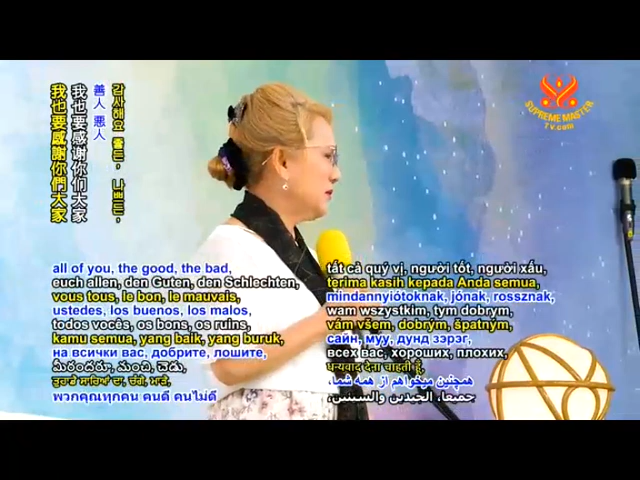 SUPREME MASTER
TV.com
감사해요 좋든, 나쁘든,
善人 恶人
我也要感谢你们大家
我也要感謝你們大家
all of you, the good, the bad,
euch allen, den Guten, den Schlechten,
vous tous, le bon, le mauvais,
ustedes, los buenos, los malos,
todos vocês, os bons, os ruins,
kamu semua, yang baik, yang buruk,
на всички вас, добрите, лошите,
మీరందరూ, మంచి, చెడు,
ਤੁਹਾਡੇ ਸਾਰਿਆਂ ਦਾ, ਚੰਗੇ, ਮਾੜੇ,
พวกคุณทุกคน คนดี คนไม่ดี
tất cả quý vị, người tốt, người xấu,
terima kasih kepada Anda semua,
mindannyiótoknak, jónak, rossznak,
wam wszystkim, tym dobrym,
vám všem, dobrým, špatným,
сайн, муу, дунд зэрэг,
всех вас, хороших, плохих,
धन्यवाद देना चाहती हूँ,
همچنین میخواهم از همه شما،
جميعا، الجيدين والسيئين،